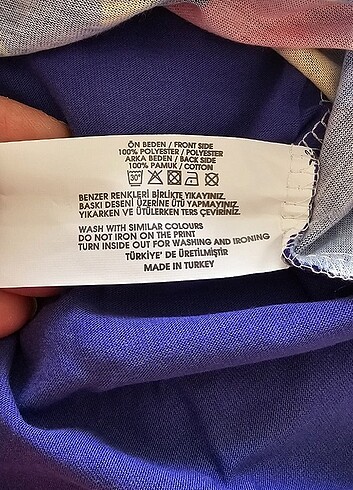 ÖN BEDEN / FRONT SIDE
100% POLYESTER / POLYESTER
ARKA BEDEN / BACK SIDE
100% PAMUK / COTTON
30°
BENZER RENKLERİ BİRLİKTE YIKAYINIZ.
BASKI DESENİ ÜZERİNE ÜTÜ YAPMAYINIZ.
YIKARKEN VE ÜTÜLERKEN TERS ÇEVİRİNİZ.
WASH WITH SIMILAR COLOURS
DO NOT IRON ON THE PRINT
TURN INSIDE OUT FOR WASHING AND IRONING
TÜRKİYE' DE ÜRETİLMİŞTİR
MADE IN TURKEY